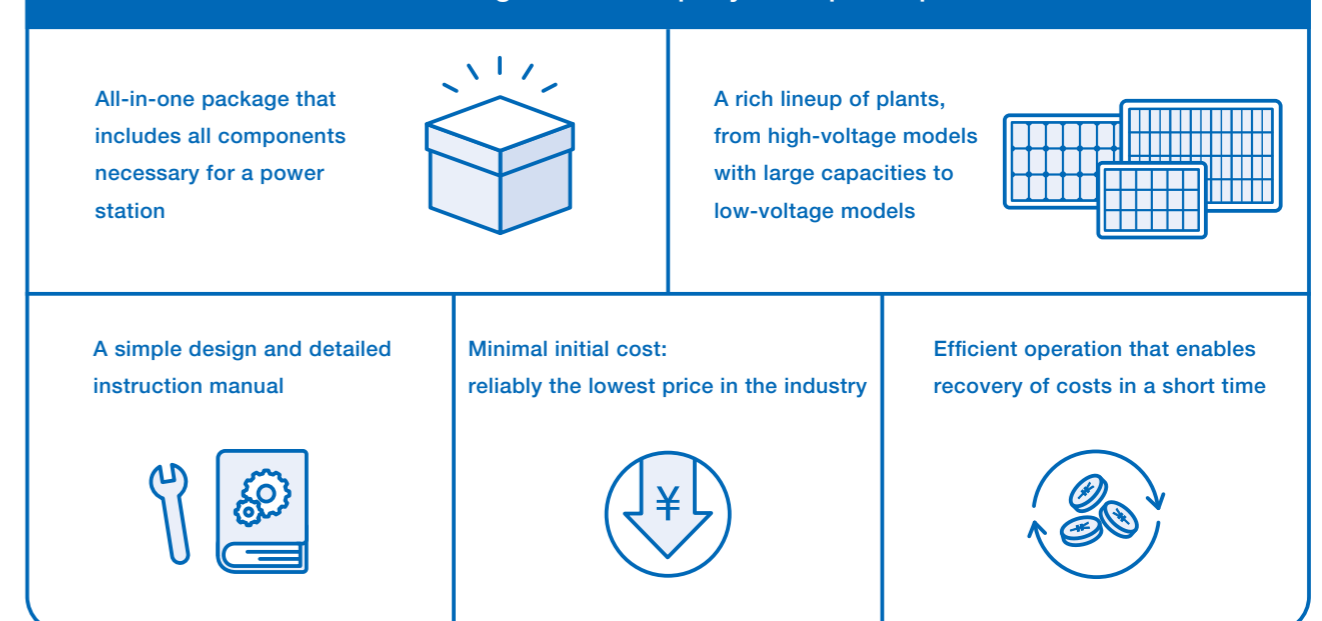 All-in-one package that
includes all components
necessary for a power
station
A rich lineup of plants,
from high-voltage models
with large capacities to
low-voltage models
A simple design and detailed
instruction manual
Minimal initial cost:
reliably the lowest price in the industry
¥
Efficient operation that enables
recovery of costs in a short time